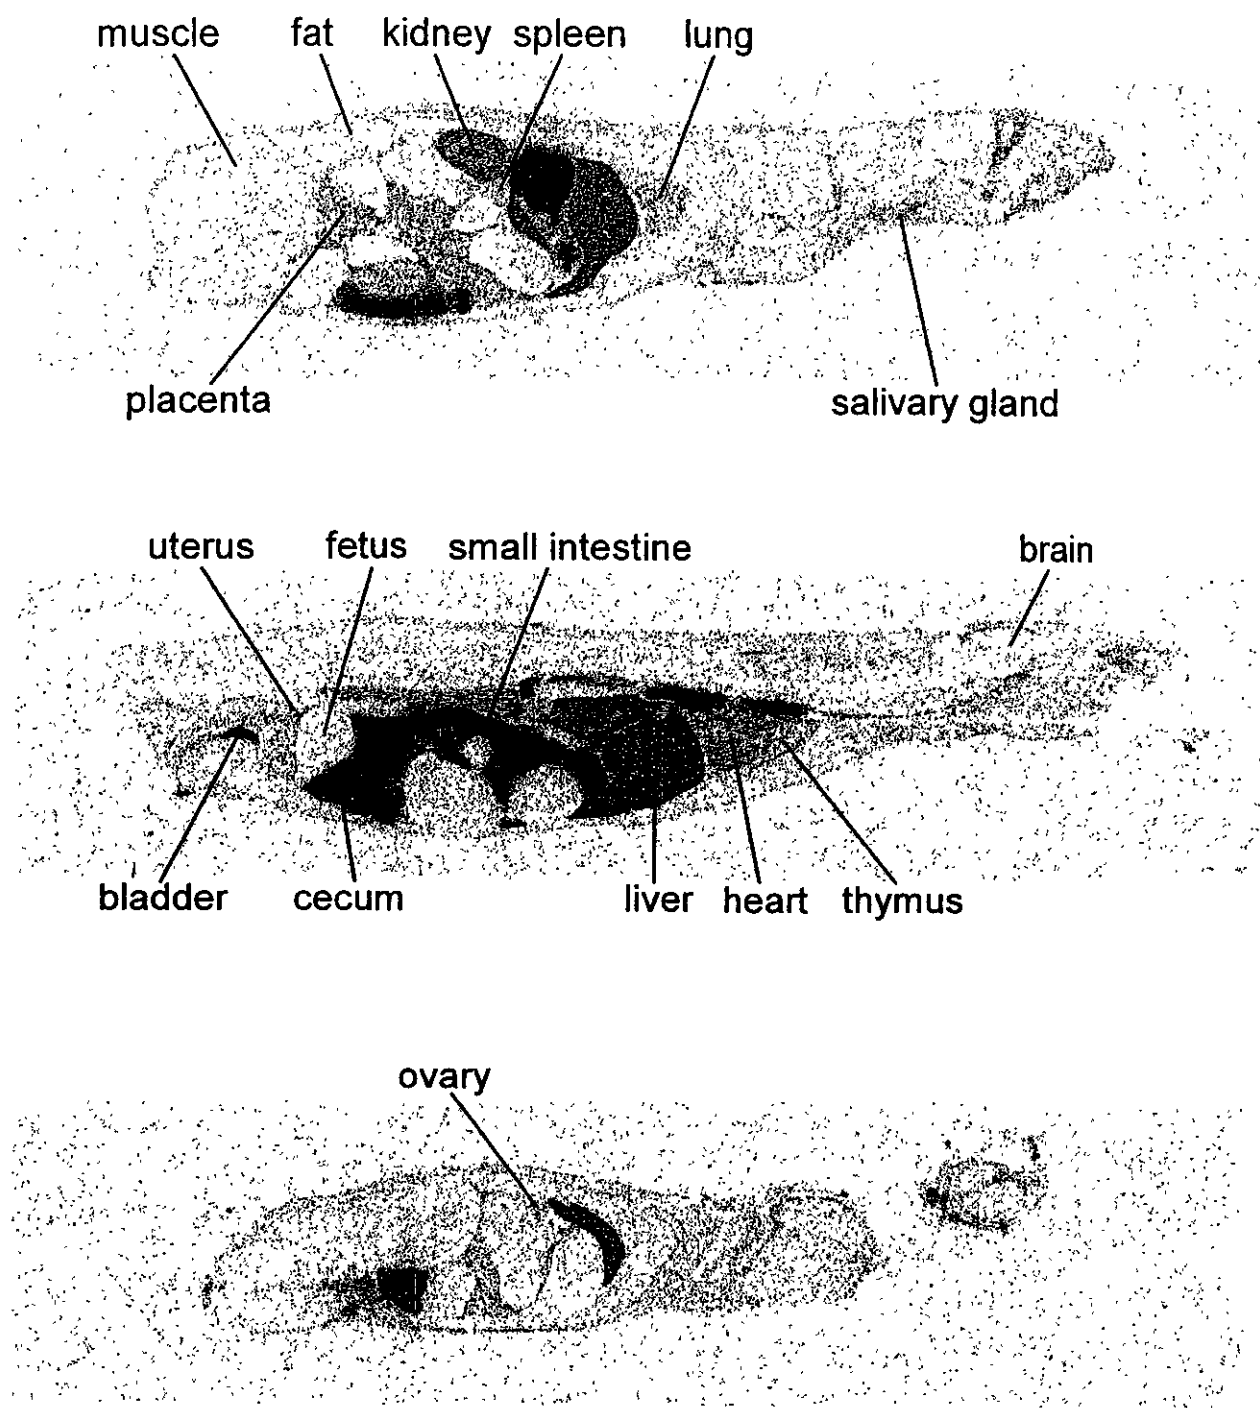 muscle fat kidney spleen lung
placenta salivary gland
uterus fetus small intestine brain
bladder cecum liver heart thymus
ovary